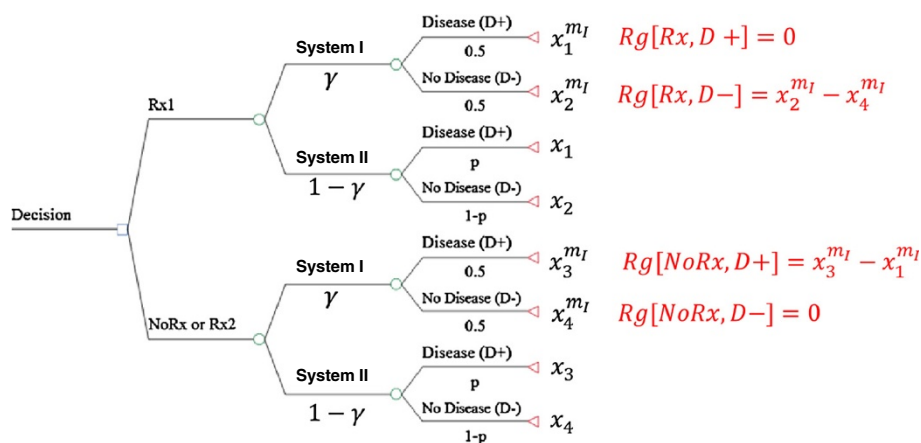 Disease (D+)
System I
0.5
x_1^{m_I}
Rg[Rx, D +] = 0
γ
No Disease (D-)
0.5
x_2^{m_I}
Rg[Rx, D−] = x_2^{m_I} − x_4^{m_I}
Rx1
Disease (D+)
System II
p
x_1
1 − γ
No Disease (D-)
1-p
x_2
Decision
Disease (D+)
System I
0.5
x_3^{m_I}
Rg[NoRx, D+] = x_3^{m_I} − x_1^{m_I}
γ
No Disease (D-)
0.5
x_4^{m_I}
Rg[NoRx, D−] = 0
NoRx or Rx2
Disease (D+)
System II
p
x_3
1 − γ
No Disease (D-)
1-p
x_4